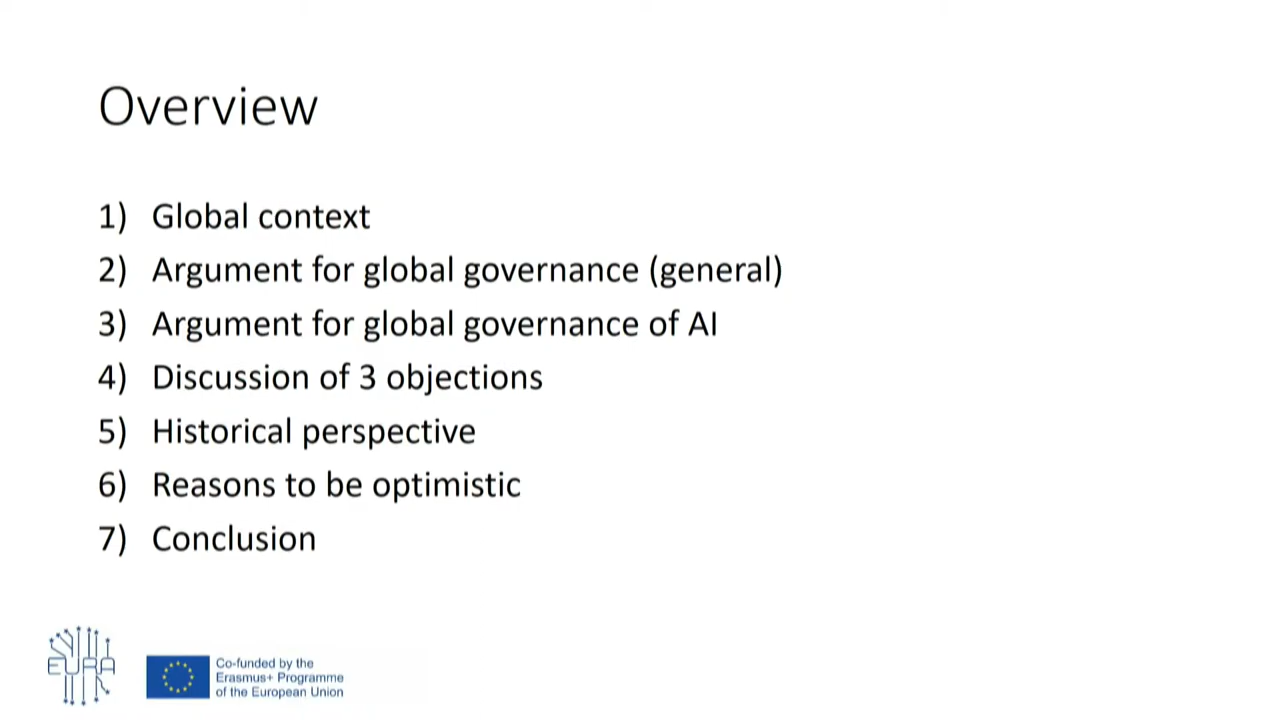 Overview
1) Global context
2) Argument for global governance (general)
3) Argument for global governance of AI
4) Discussion of 3 objections
5) Historical perspective
6) Reasons to be optimistic
7) Conclusion
EURA
Co-funded by the
Erasmus+ Programme
of the European Union